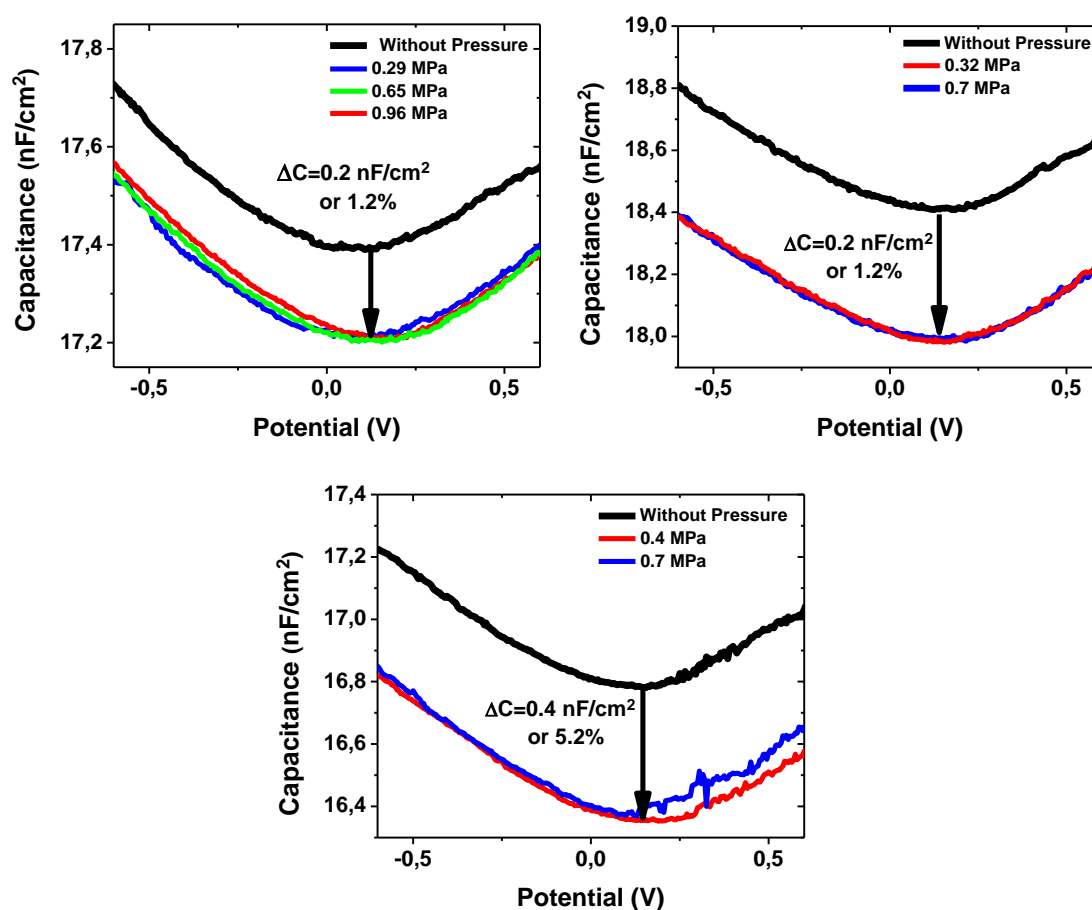 17,8
17,6
17,4
17,2
Capacitance (nF/cm²)
Without Pressure
0.29 MPa
0.65 MPa
0.96 MPa
ΔC=0.2 nF/cm²
or 1.2%
-0,5
0,0
0,5
Potential (V)
19,0
18,8
18,6
18,4
18,2
18,0
Capacitance (nF/cm²)
Without Pressure
0.32 MPa
0.7 MPa
ΔC=0.2 nF/cm²
or 1.2%
-0,5
0,0
0,5
Potential (V)
17,4
17,2
17,0
16,8
16,6
16,4
Capacitance (nF/cm²)
Without Pressure
0.4 MPa
0.7 MPa
ΔC=0.4 nF/cm²
or 5.2%
-0,5
0,0
0,5
Potential (V)